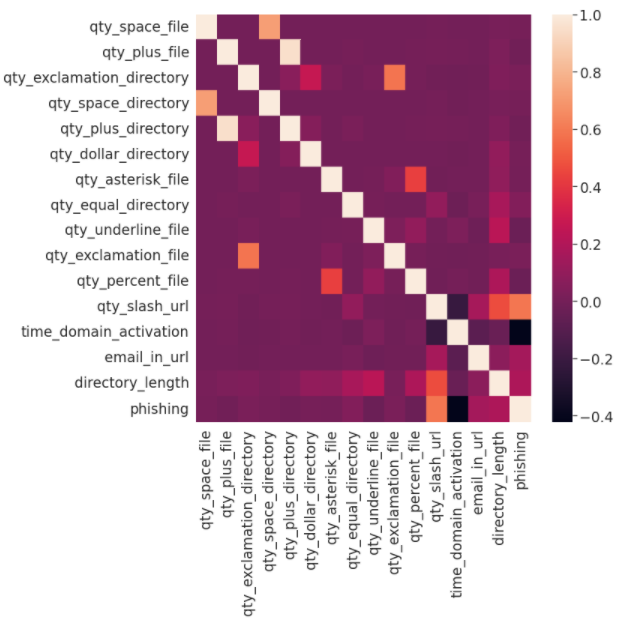 qty_space_file
qty_plus_file
qty_exclamation_directory
qty_space_directory
qty_plus_directory
qty_dollar_directory
qty_asterisk_file
qty_equal_directory
qty_underline_file
qty_exclamation_file
qty_percent_file
qty_slash_url
time_domain_activation
email_in_url
directory_length
phishing
qty_space_file
qty_plus_file
qty_exclamation_directory
qty_space_directory
qty_plus_directory
qty_dollar_directory
qty_asterisk_file
qty_equal_directory
qty_underline_file
qty_exclamation_file
qty_percent_file
qty_slash_url
time_domain_activation
email_in_url
directory_length
phishing
1.0
0.8
0.6
0.4
0.2
0.0
−0.2
−0.4